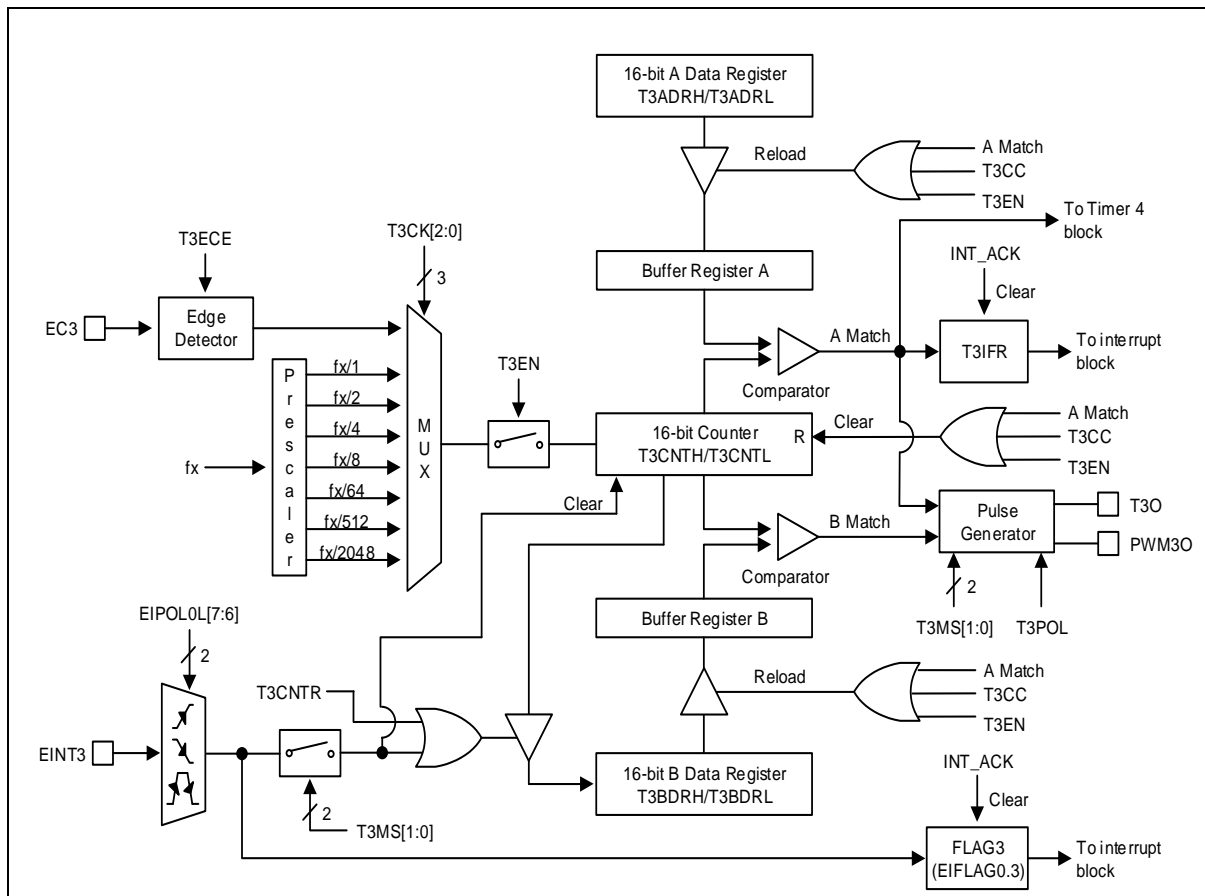 16-bit A Data Register
T3ADRH/T3ADRL
Reload
A Match
T3CC
T3EN
To Timer 4
block
T3CK[2:0]
T3ECE
3
Buffer Register A
INT_ACK
Clear
EC3
Edge
Detector
A Match
T3IFR
To interrupt
block
Comparator
T3EN
Prescaler
fx/1
fx/2
fx/4
fx/8
fx/64
fx/512
fx/2048
fx
MUX
16-bit Counter
T3CNTH/T3CNTL
R
Clear
A Match
T3CC
T3EN
Clear
B Match
Pulse
Generator
T3O
PWM3O
Comparator
2
T3MS[1:0]
T3POL
Buffer Register B
EIPOL0L[7:6]
2
Reload
A Match
T3CC
T3EN
T3CNTR
EINT3
2
T3MS[1:0]
16-bit B Data Register
T3BDRH/T3BDRL
INT_ACK
Clear
FLAG3
(EIFLAG0.3)
To interrupt
block